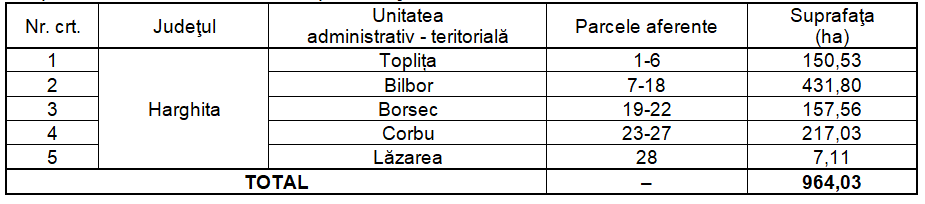 Nr. crt. Judeţul Unitatea administrativ - teritorială Parcele aferente Suprafaţa (ha)
1 Harghita Toplița 1-6 150,53
2 Bilbor 7-18 431,80
3 Borsec 19-22 157,56
4 Corbu 23-27 217,03
5 Lăzarea 28 7,11
TOTAL – 964,03